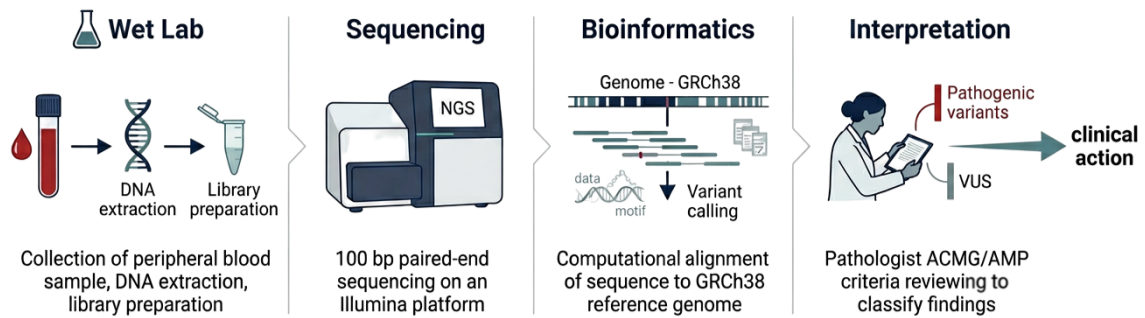 Wet Lab
DNA
extraction
Library
preparation
Collection of peripheral blood
sample, DNA extraction,
library preparation
Sequencing
NGS
100 bp paired-end
sequencing on an
Illumina platform
Bioinformatics
Genome - GRCh38
data
motif
Variant
calling
Computational alignment
of sequence to GRCh38
reference genome
Interpretation
Pathogenic
variants
VUS
clinical
action
Pathologist ACMG/AMP
criteria reviewing to
classify findings